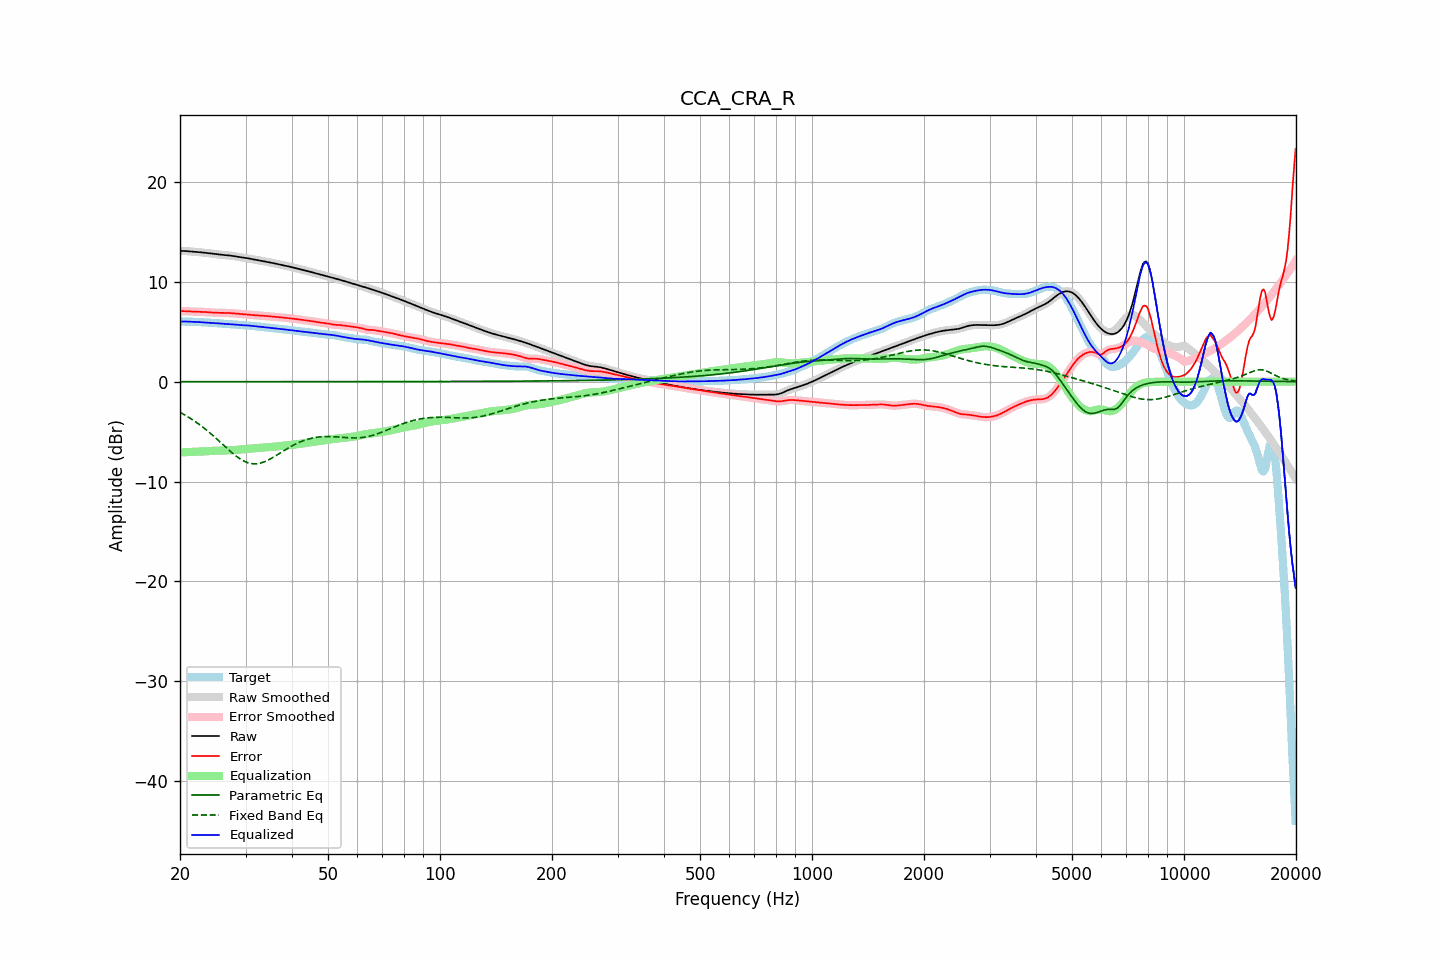 CCA_CRA_R
20
10
0
−10
−20
−30
−40
Amplitude (dBr)
Target
Raw Smoothed
Error Smoothed
Raw
Error
Equalization
Parametric Eq
Fixed Band Eq
Equalized
20 50 100 200 500 1000 2000 5000 10000 20000
Frequency (Hz)